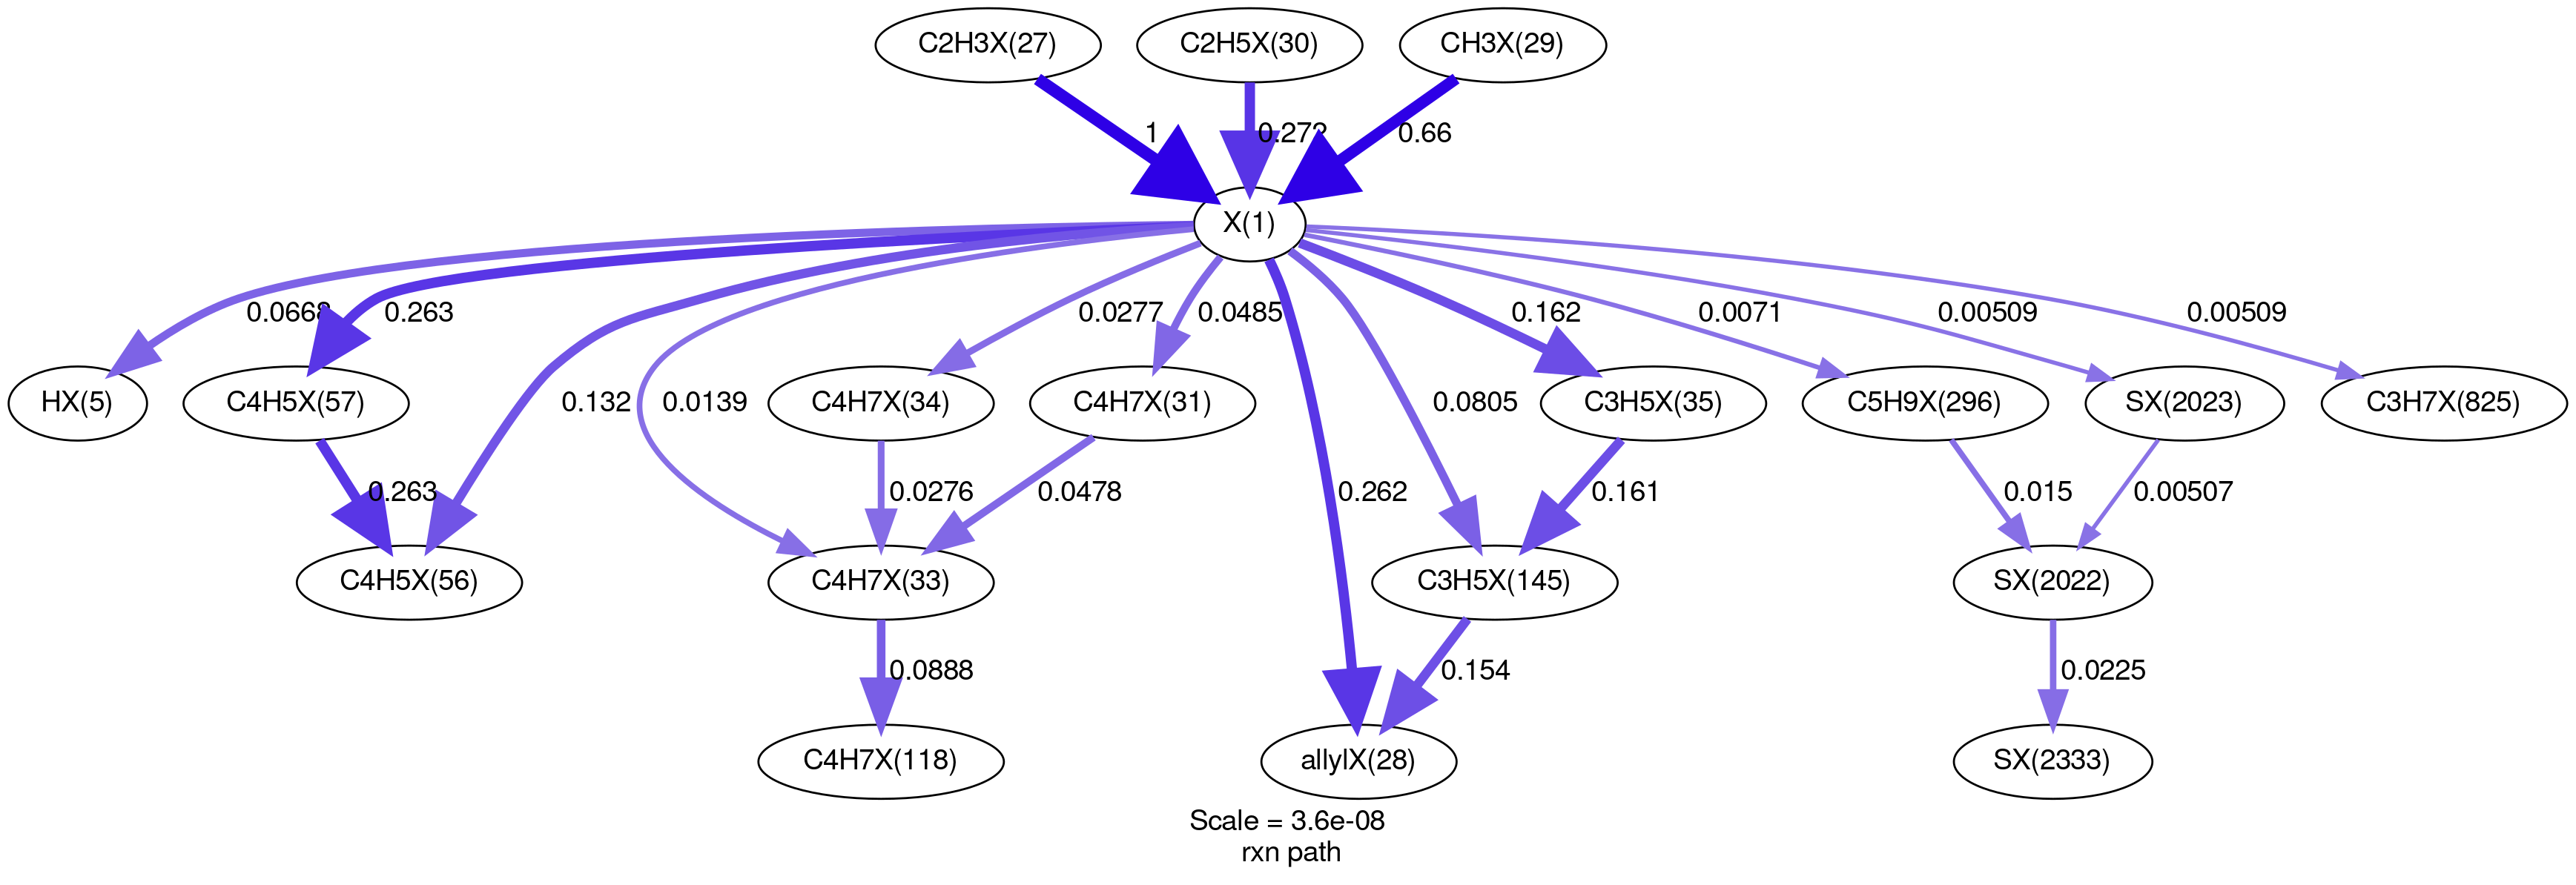 C2H3X(27)
C2H5X(30)
CH3X(29)
1
0.272
0.66
X(1)
0.0668
0.263
0.0277
0.0485
0.162
0.0071
0.00509
0.00509
HX(5)
C4H5X(57)
0.132
0.0139
C4H7X(34)
C4H7X(31)
0.0805
C3H5X(35)
C5H9X(296)
SX(2023)
C3H7X(825)
0.263
0.0276
0.0478
0.262
0.161
0.015
0.00507
C4H5X(56)
C4H7X(33)
C3H5X(145)
SX(2022)
0.0888
0.154
0.0225
C4H7X(118)
allylX(28)
SX(2333)
Scale = 3.6e-08
rxn path